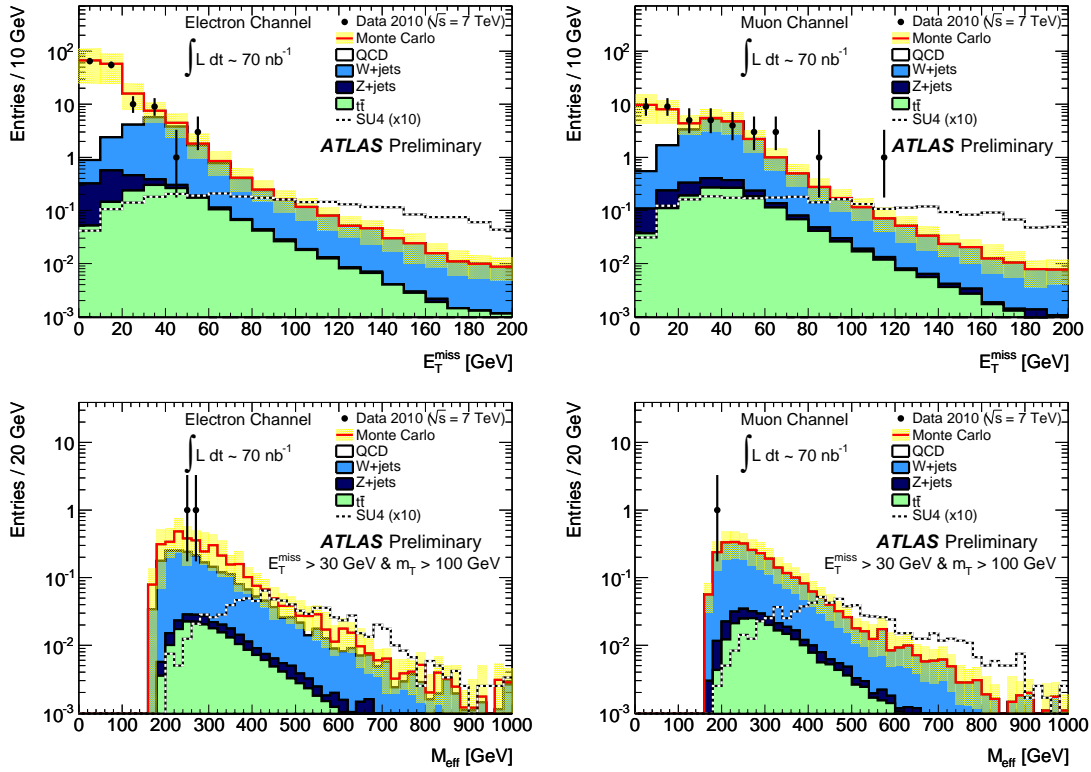 Entries / 10 GeV
10²
10
1
10⁻¹
10⁻²
10⁻³
Electron Channel
∫ L dt ~ 70 nb⁻¹
Data 2010 (√s = 7 TeV)
Monte Carlo
QCD
W+jets
Z+jets
tt̄
SU4 (x10)
ATLAS Preliminary
0 20 40 60 80 100 120 140 160 180 200
E_T^miss [GeV]
Entries / 10 GeV
10²
10
1
10⁻¹
10⁻²
10⁻³
Muon Channel
∫ L dt ~ 70 nb⁻¹
Data 2010 (√s = 7 TeV)
Monte Carlo
QCD
W+jets
Z+jets
tt̄
SU4 (x10)
ATLAS Preliminary
0 20 40 60 80 100 120 140 160 180 200
E_T^miss [GeV]
Entries / 20 GeV
10
1
10⁻¹
10⁻²
10⁻³
Electron Channel
∫ L dt ~ 70 nb⁻¹
Data 2010 (√s = 7 TeV)
Monte Carlo
QCD
W+jets
Z+jets
tt̄
SU4 (x10)
ATLAS Preliminary
E_T^miss > 30 GeV & m_T > 100 GeV
0 100 200 300 400 500 600 700 800 900 1000
M_eff [GeV]
Entries / 20 GeV
10
1
10⁻¹
10⁻²
10⁻³
Muon Channel
∫ L dt ~ 70 nb⁻¹
Data 2010 (√s = 7 TeV)
Monte Carlo
QCD
W+jets
Z+jets
tt̄
SU4 (x10)
ATLAS Preliminary
E_T^miss > 30 GeV & m_T > 100 GeV
0 100 200 300 400 500 600 700 800 900 1000
M_eff [GeV]